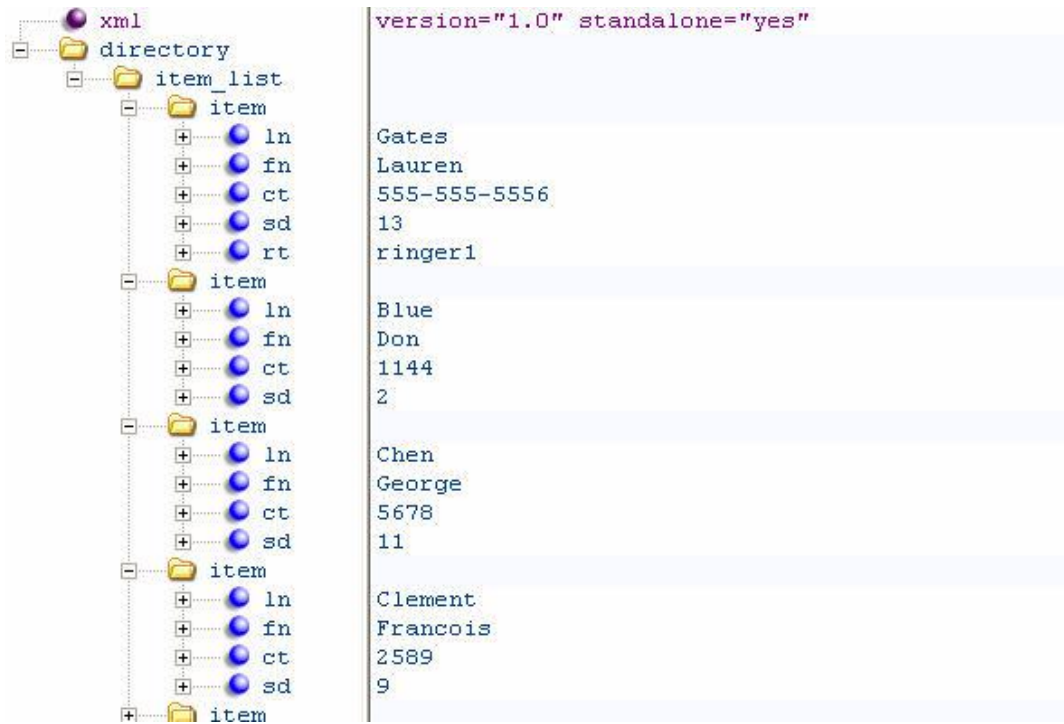 xml version="1.0" standalone="yes"
directory
item_list
item
ln Gates
fn Lauren
ct 555-555-5556
sd 13
rt ringer1
item
ln Blue
fn Don
ct 1144
sd 2
item
ln Chen
fn George
ct 5678
sd 11
item
ln Clement
fn Francois
ct 2589
sd 9
item